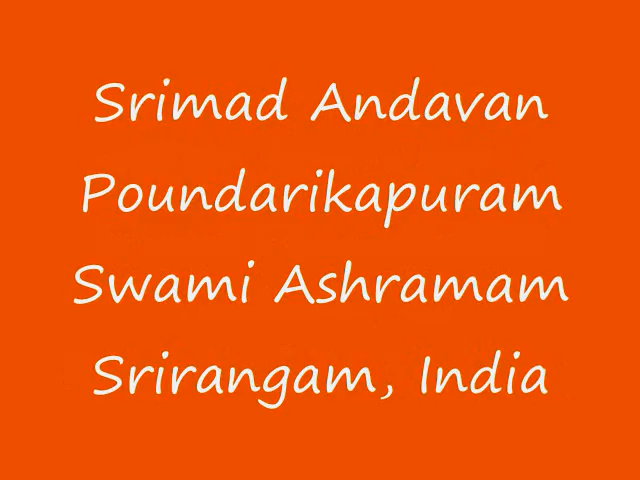 Srimad Andavan
Poundarikapuram
Swami Ashramam
Srirangam, India